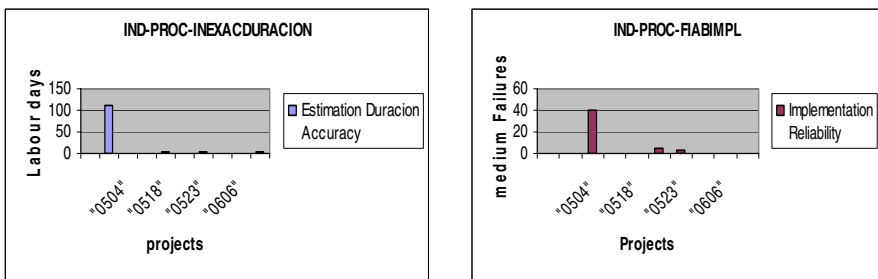 IND-PROC-INEXACDURACION
Labour days
150
100
50
0
"0504"
"0518"
"0523"
"0606"
projects
Estimation Duracion
Accuracy
IND-PROC-FIABIMPL
medium Failures
60
40
20
0
"0504"
"0518"
"0523"
"0606"
Projects
Implementation
Reliability